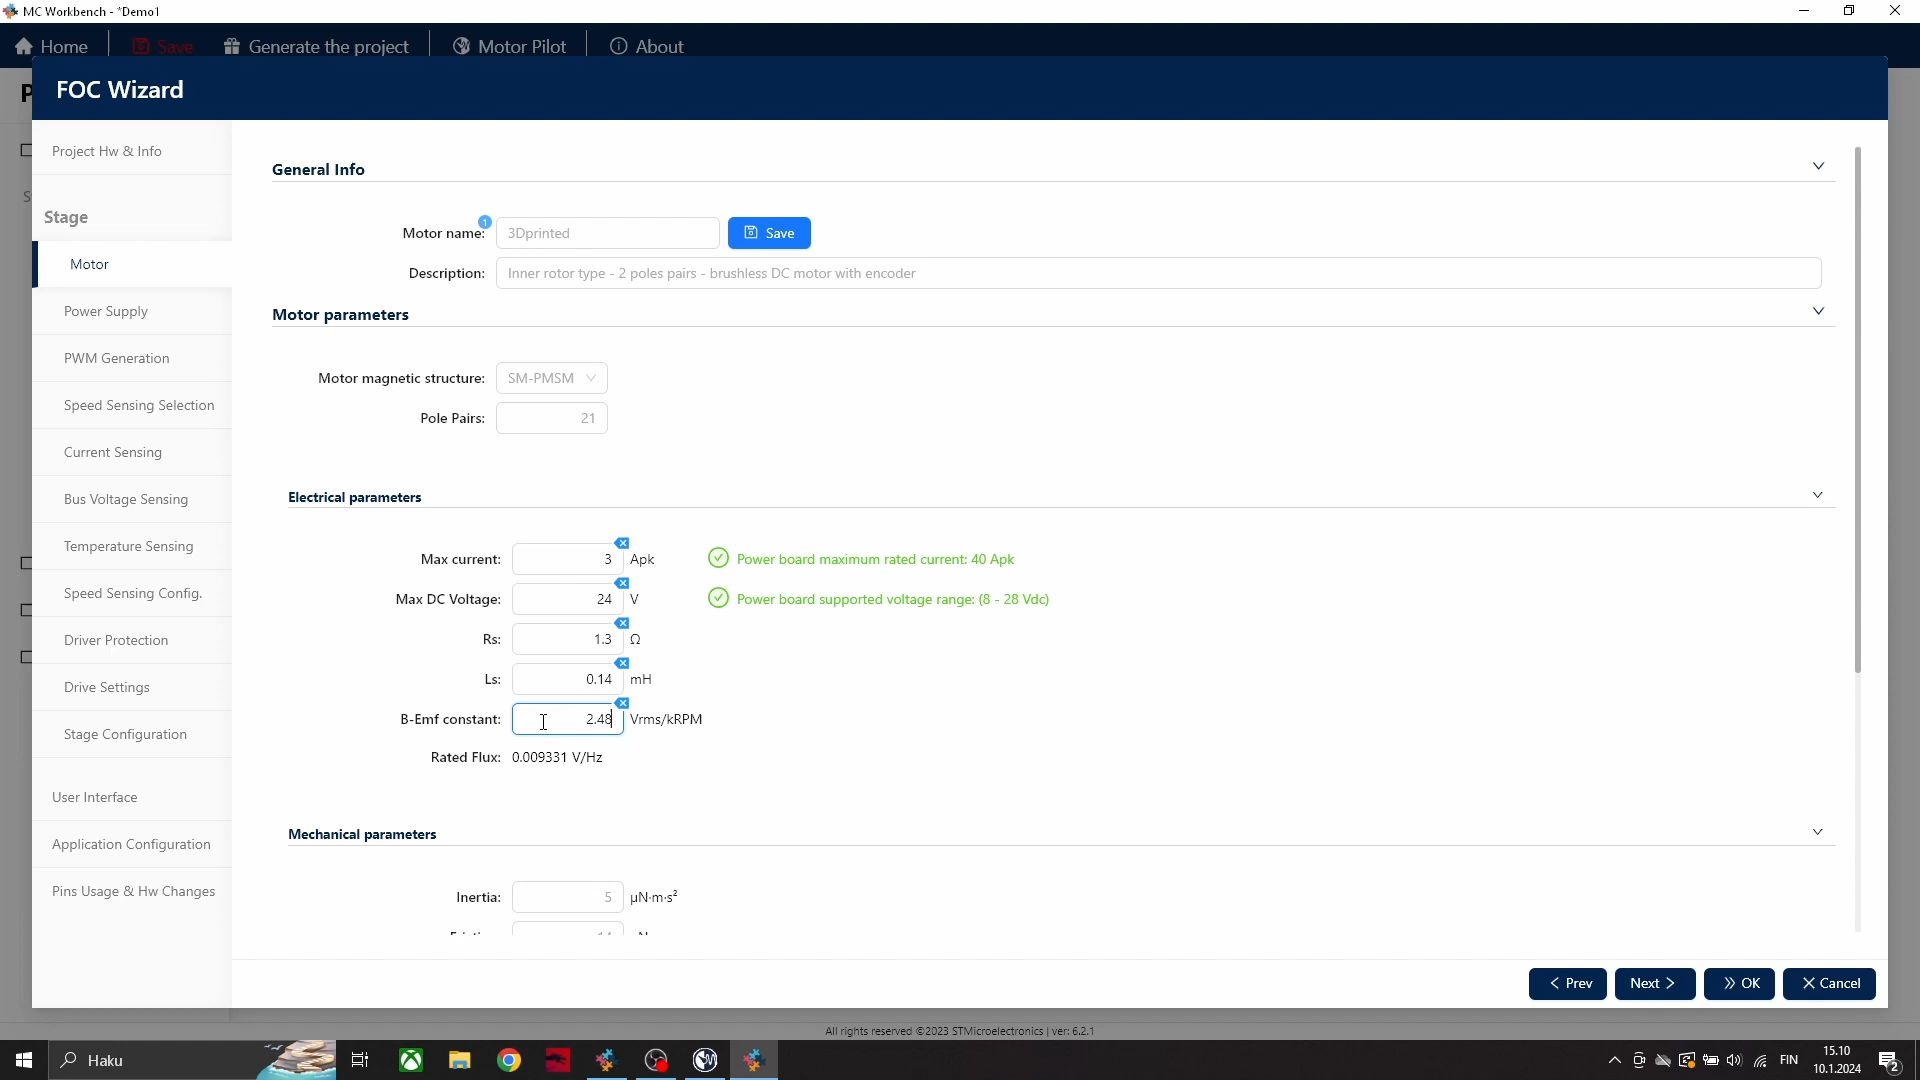 MC Workbench - *Demo1
Home Save Generate the project Motor Pilot About
FOC Wizard
Project Hw & Info
Stage
Motor
Power Supply
PWM Generation
Speed Sensing Selection
Current Sensing
Bus Voltage Sensing
Temperature Sensing
Speed Sensing Config.
Driver Protection
Drive Settings
Stage Configuration
User Interface
Application Configuration
Pins Usage & Hw Changes
General Info
Motor name: 3Dprinted Save
Description: Inner rotor type - 2 poles pairs - brushless DC motor with encoder
Motor parameters
Motor magnetic structure: SM-PMSM
Pole Pairs: 21
Electrical parameters
Max current: 3 Apk Power board maximum rated current: 40 Apk
Max DC Voltage: 24 V Power board supported voltage range: (8 - 28 Vdc)
Rs: 1.3 Ω
Ls: 0.14 mH
B-Emf constant: 2.48 Vrms/kRPM
Rated Flux: 0.009331 V/Hz
Mechanical parameters
Inertia: 5 μN·m·s²
Prev Next OK Cancel
All rights reserved ©2023 STMicroelectronics | ver: 6.2.1
Haku
FIN
15.10
10.1.2024
2